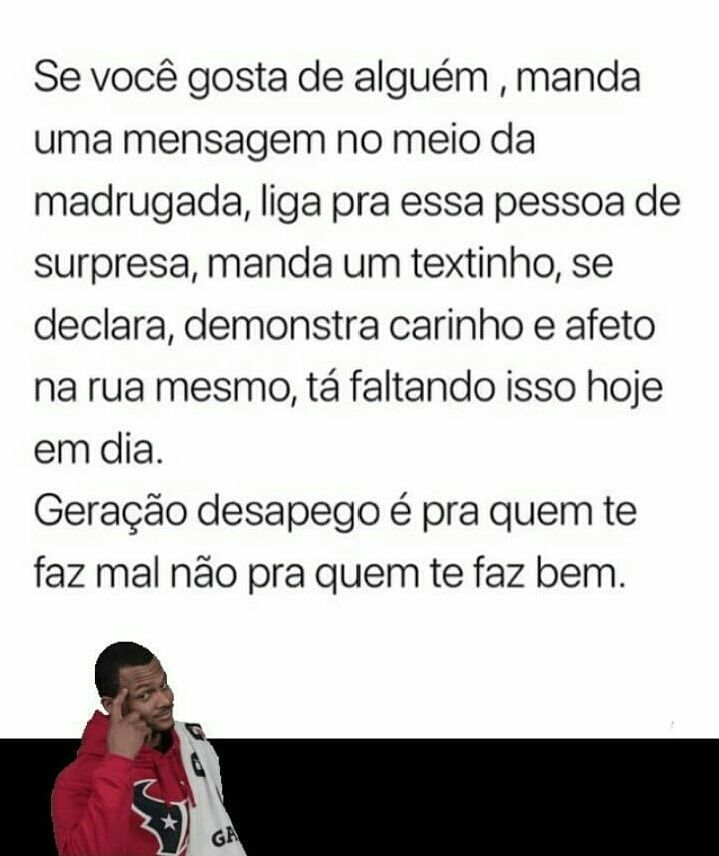 Se você gosta de alguém , manda
uma mensagem no meio da
madrugada, liga pra essa pessoa de
surpresa, manda um textinho, se
declara, demonstra carinho e afeto
na rua mesmo, tá faltando isso hoje
em dia.
Geração desapego é pra quem te
faz mal não pra quem te faz bem.
GA